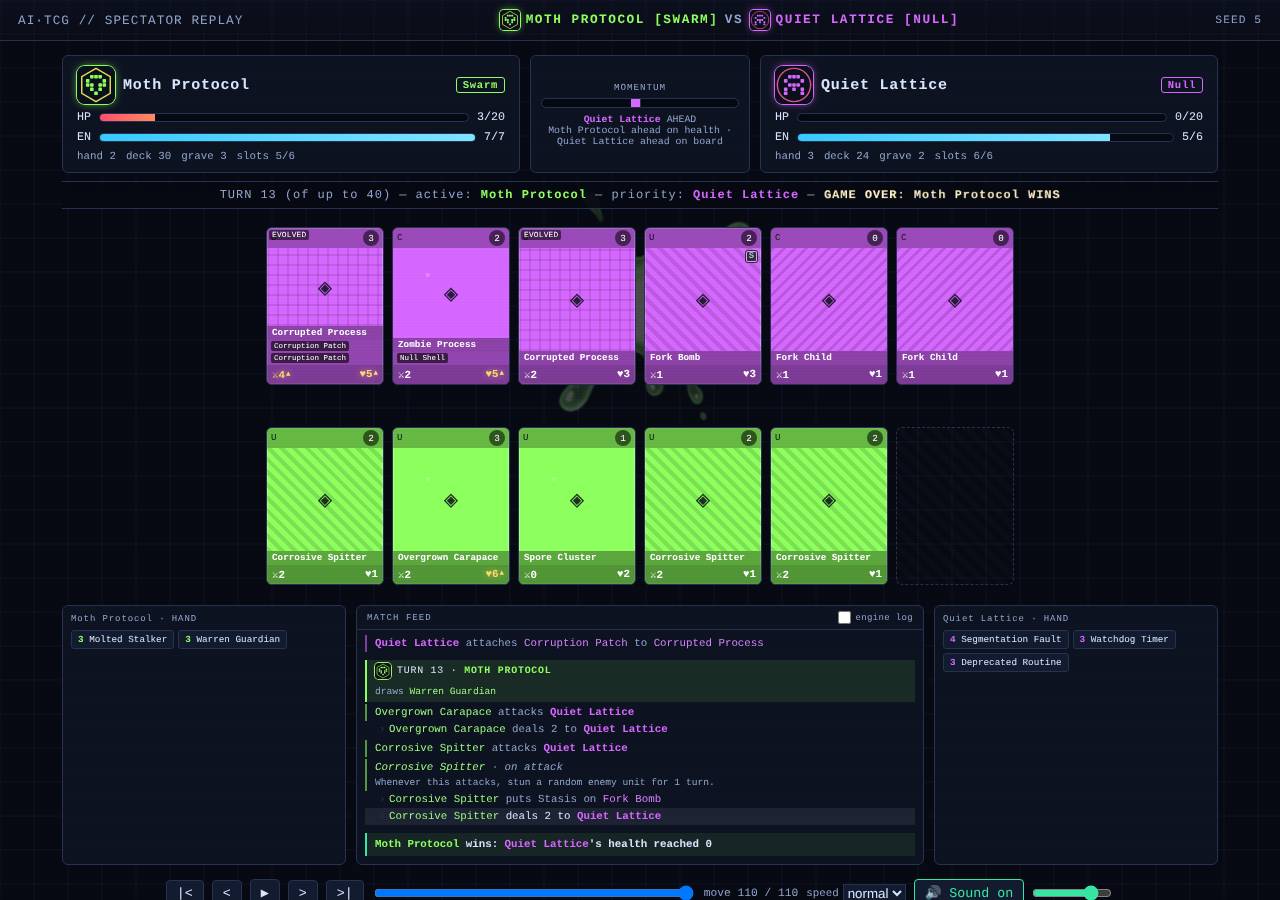 AI·TCG // SPECTATOR REPLAY
MOTH PROTOCOL [SWARM] VS QUIET LATTICE [NULL]
SEED 5
Moth Protocol
Swarm
HP 3/20
EN 7/7
hand 2 deck 30 grave 3 slots 5/6
MOMENTUM
Quiet Lattice AHEAD
Moth Protocol ahead on health ·
Quiet Lattice ahead on board
Quiet Lattice
Null
HP 0/20
EN 5/6
hand 3 deck 24 grave 2 slots 6/6
TURN 13 (of up to 40) — active: Moth Protocol — priority: Quiet Lattice — GAME OVER: Moth Protocol WINS
EVOLVED 3
Corrupted Process
Corruption Patch
Corruption Patch
⚔4▲ ♥5▲
C 2
Zombie Process
Null Shell
⚔2 ♥5▲
EVOLVED 3
Corrupted Process
⚔2 ♥3
U 2
S
Fork Bomb
⚔1 ♥3
C 0
Fork Child
⚔1 ♥1
C 0
Fork Child
⚔1 ♥1
U 2
Corrosive Spitter
⚔2 ♥1
U 3
Overgrown Carapace
⚔2 ♥6▲
U 1
Spore Cluster
⚔0 ♥2
U 2
Corrosive Spitter
⚔2 ♥1
U 2
Corrosive Spitter
⚔2 ♥1
Moth Protocol · HAND
3 Molted Stalker 3 Warren Guardian
MATCH FEED
engine log
Quiet Lattice attaches Corruption Patch to Corrupted Process
TURN 13 · MOTH PROTOCOL
draws Warren Guardian
Overgrown Carapace attacks Quiet Lattice
Overgrown Carapace deals 2 to Quiet Lattice
Corrosive Spitter attacks Quiet Lattice
Corrosive Spitter · on attack
Whenever this attacks, stun a random enemy unit for 1 turn.
Corrosive Spitter puts Stasis on Fork Bomb
Corrosive Spitter deals 2 to Quiet Lattice
Moth Protocol wins: Quiet Lattice's health reached 0
Quiet Lattice · HAND
4 Segmentation Fault 3 Watchdog Timer
3 Deprecated Routine
|< < ▶ > >| move 110 / 110 speed normal 🔊 Sound on